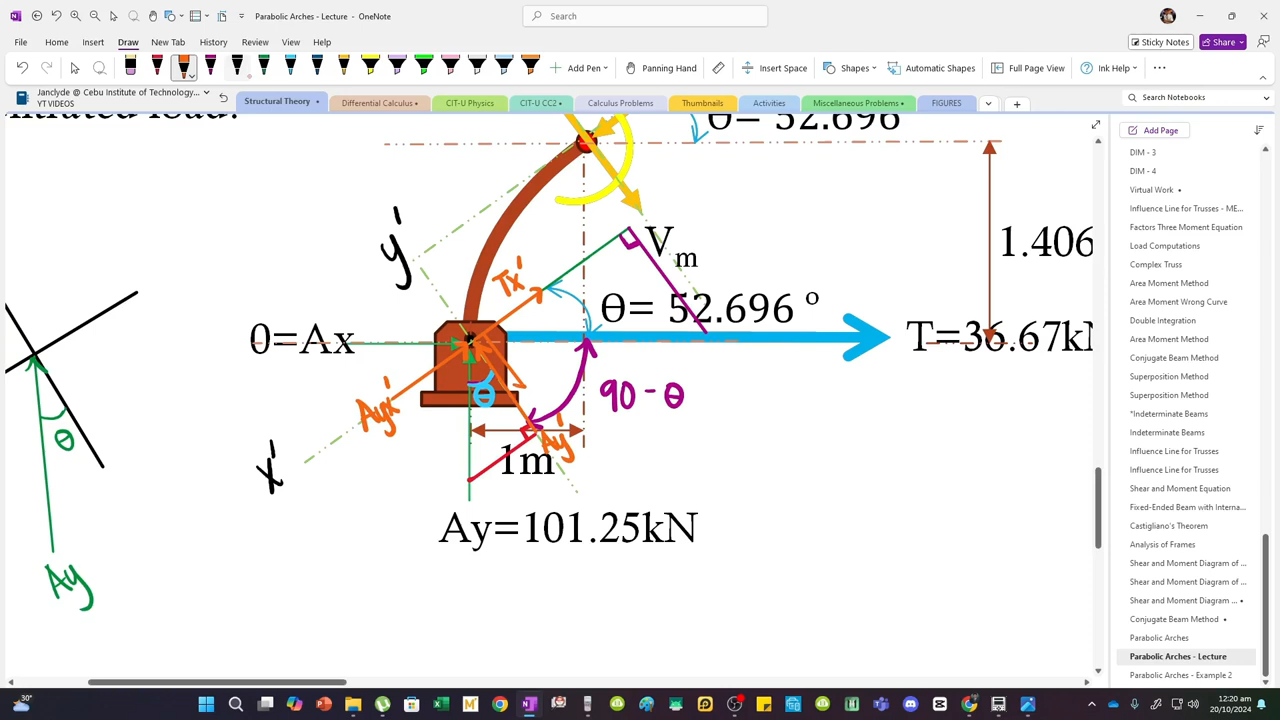 Parabolic Arches - Lecture - OneNote
Search
File Home Insert Draw New Tab History Review View Help
Sticky Notes Share
Add Pen Panning Hand Insert Space Shapes Automatic Shapes Full Page View Ink Help
Janclyde @ Cebu Institute of Technology...
YT VIDEOS
Structural Theory Differential Calculus CIT-U Physics CIT-U CC2 Calculus Problems Thumbnails Activities Miscellaneous Problems FIGURES
Search Notebooks
Add Page
DIM - 3
DIM - 4
Virtual Work
Influence Line for Trusses - ME...
Factors Three Moment Equation
Load Computations
Complex Truss
Area Moment Method
Area Moment Wrong Curve
Double Integration
Area Moment Method
Conjugate Beam Method
Superposition Method
Superposition Method
*Indeterminate Beams
Indeterminate Beams
Influence Line for Trusses
Influence Line for Trusses
Shear and Moment Equation
Fixed-Ended Beam with Interna...
Castigliano's Theorem
Analysis of Frames
Shear and Moment Diagram of ...
Shear and Moment Diagram of ...
Shear and Moment Diagram ...
Conjugate Beam Method
Parabolic Arches
Parabolic Arches - Lecture
Parabolic Arches - Example 2
θ= 52.696
1.406
y'
Vm
Tx'
θ= 52.696 º
0=Ax
T=36.67kN
θ
90 - θ
Ayx'
Ay'
1m
x'
θ
Ay=101.25kN
Ay
30°
12:20 am
20/10/2024